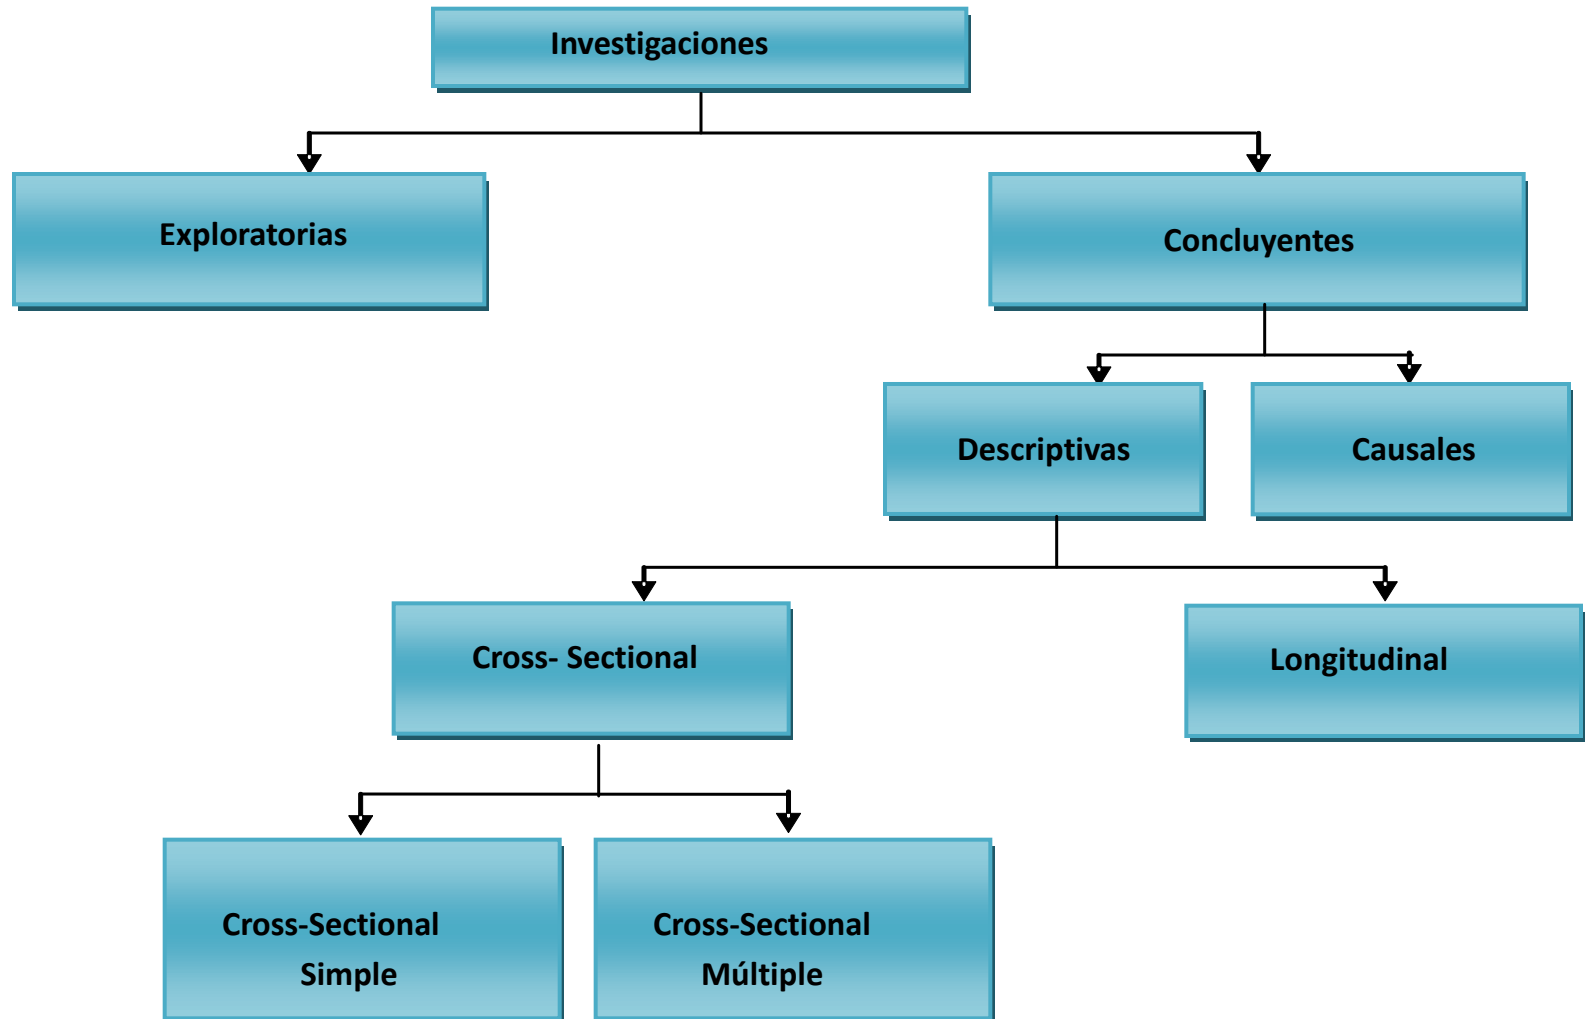 Investigaciones
Exploratorias
Concluyentes
Descriptivas
Causales
Cross- Sectional
Longitudinal
Cross-Sectional
Simple
Cross-Sectional
Múltiple